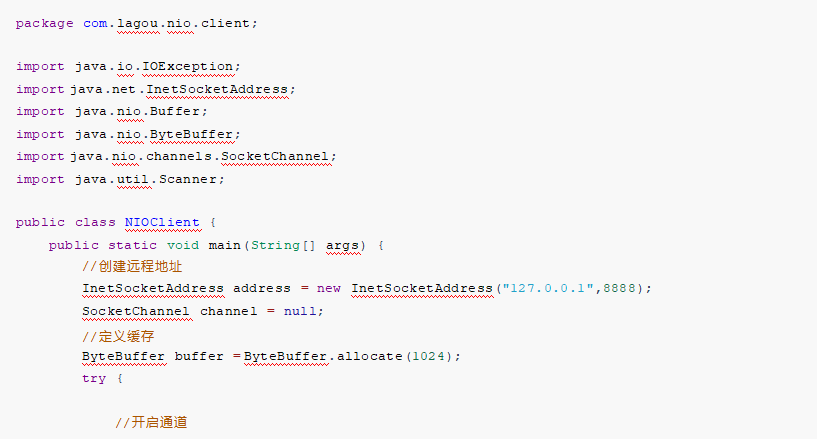 package com.lagou.nio.client;
import java.io.IOException;
import java.net.InetSocketAddress;
import java.nio.Buffer;
import java.nio.ByteBuffer;
import java.nio.channels.SocketChannel;
import java.util.Scanner;
public class NIOClient {
public static void main(String[] args) {
//创建远程地址
InetSocketAddress address = new InetSocketAddress("127.0.0.1",8888);
SocketChannel channel = null;
//定义缓存
ByteBuffer buffer =ByteBuffer.allocate(1024);
try {
//开启通道